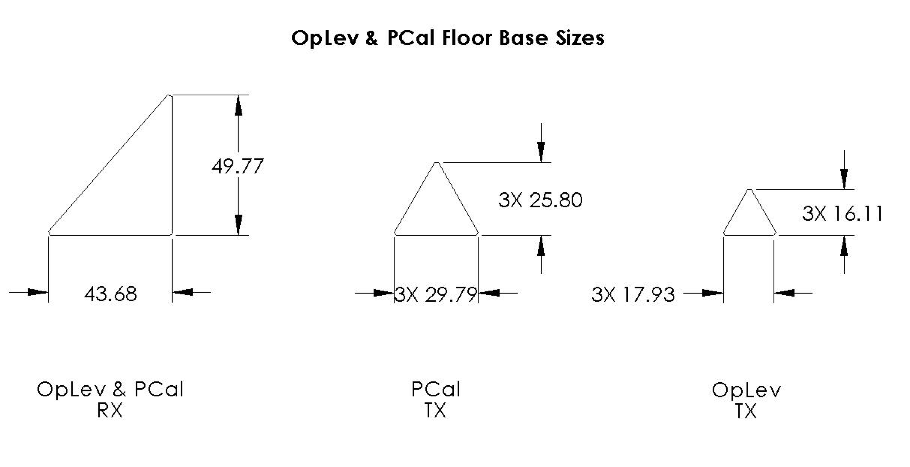 OpLev & PCal Floor Base Sizes
49.77
43.68
3X 25.80
3X 29.79
3X 16.11
3X 17.93
OpLev & PCal
RX
PCal
TX
OpLev
TX